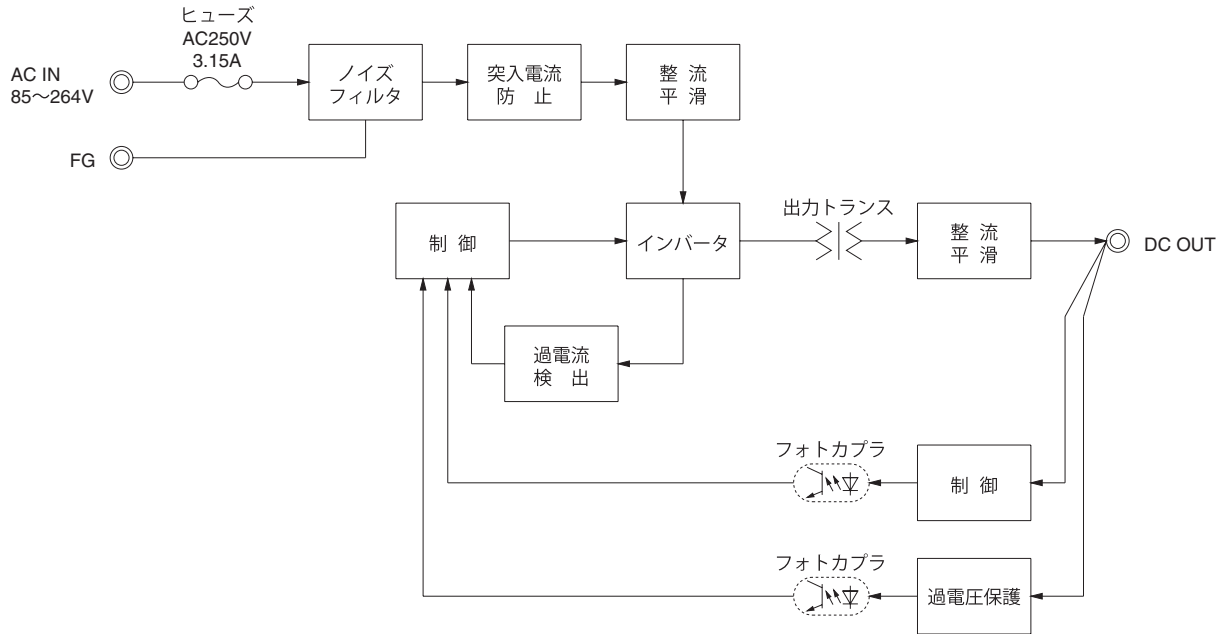 ヒューズ
AC250V
3.15A
AC IN
85～264V
ノイズ
フィルタ
突入電流
防 止
整 流
平 滑
FG
制 御
インバータ
出力トランス
整 流
平 滑
DC OUT
過電流
検 出
フォトカプラ
制 御
フォトカプラ
過電圧保護